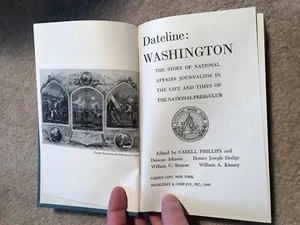 Dateline:
WASHINGTON
THE STORY OF NATIONAL
AFFAIRS JOURNALISM IN
THE LIFE AND TIMES OF
THE NATIONAL PRESS CLUB
Edited by CABELL PHILLIPS and
Duncan Aikman Homer Joseph Dodge
William C. Bourne William A. Kinney
GARDEN CITY, NEW YORK
DOUBLEDAY & COMPANY, INC., 1949